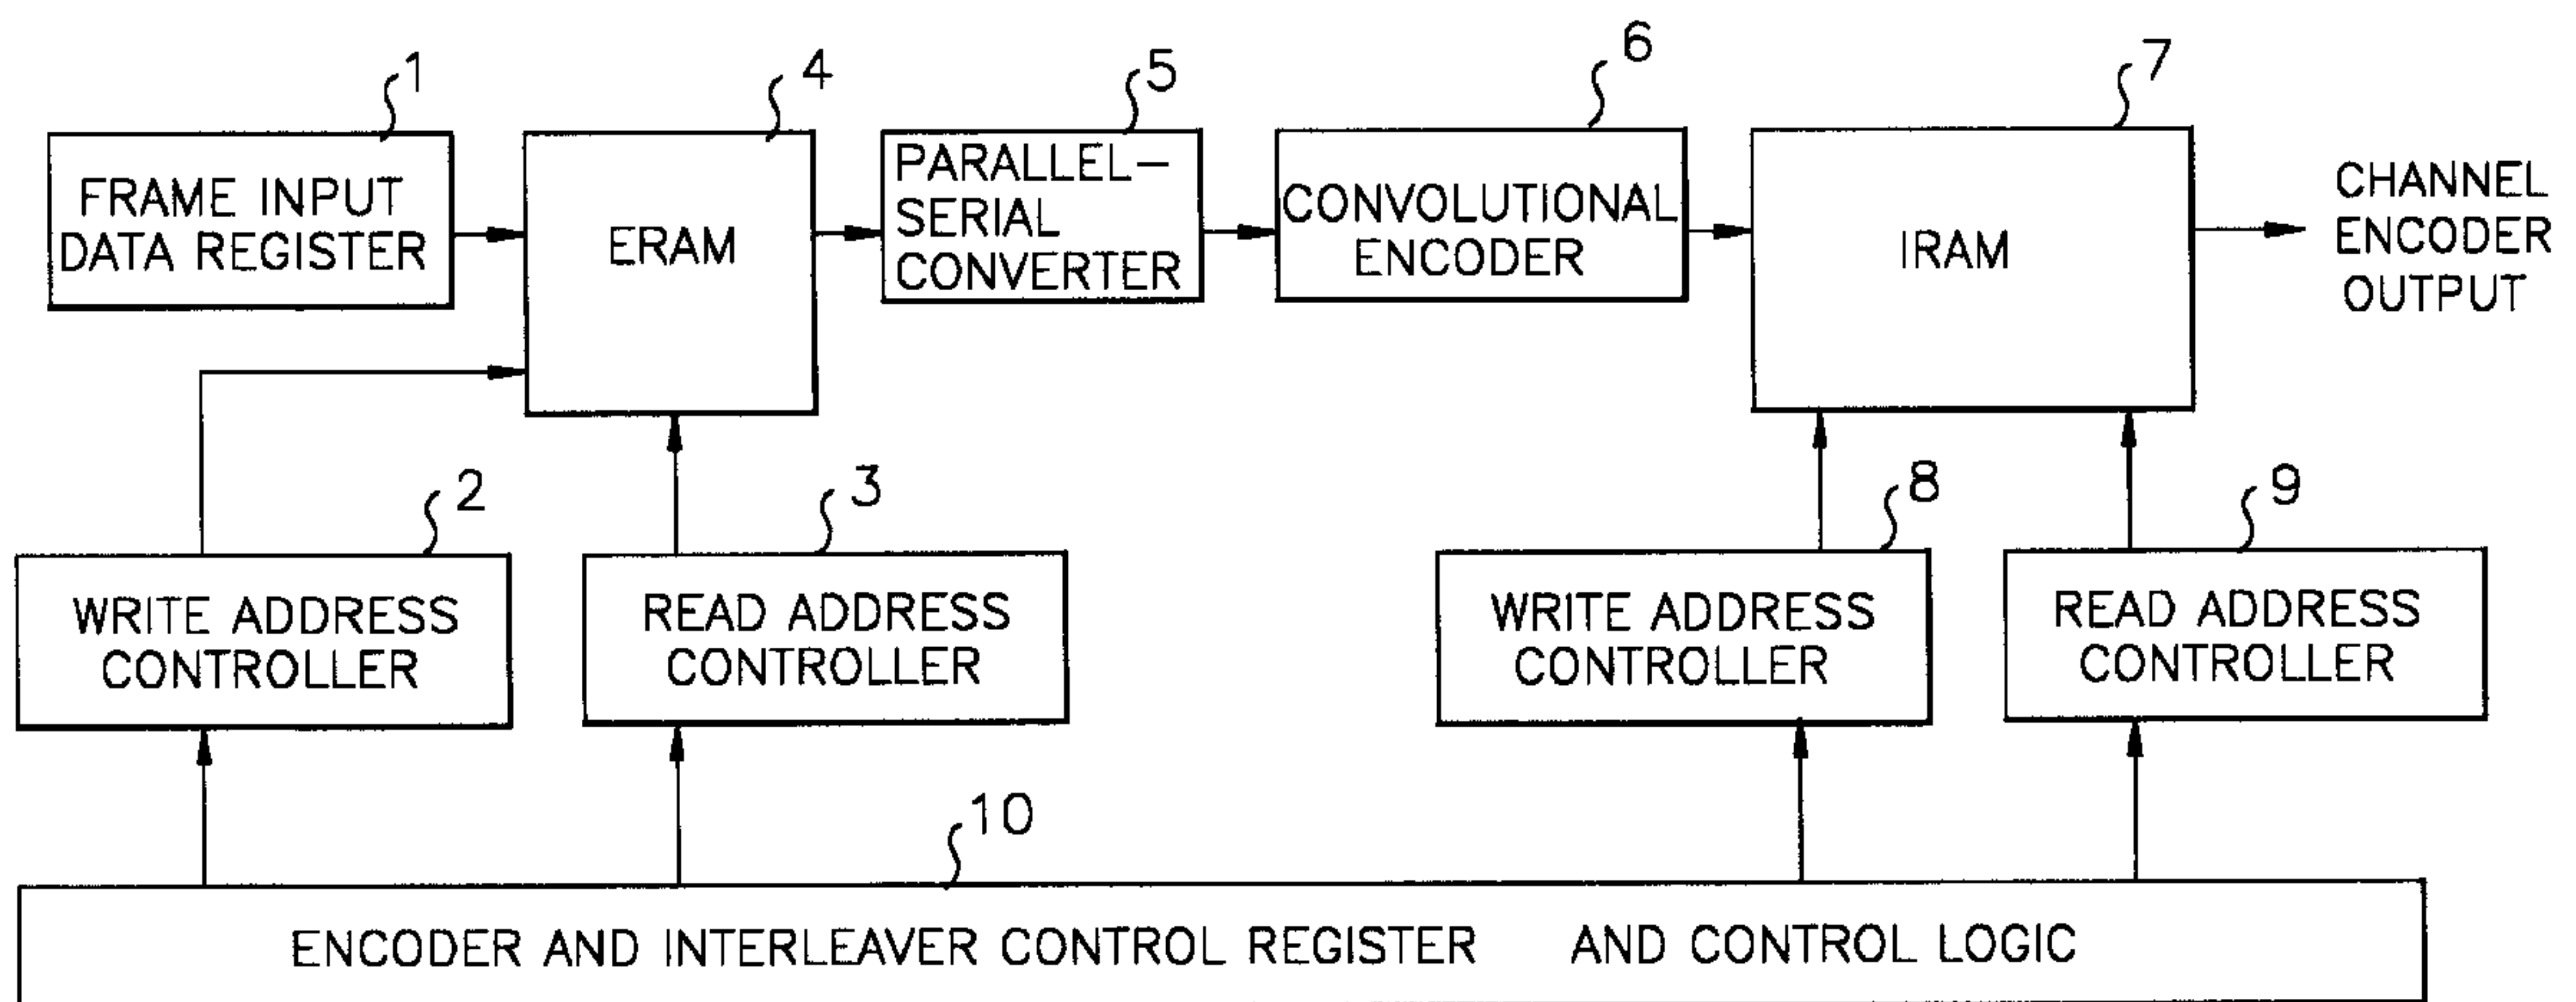 1
FRAME INPUT
DATA REGISTER
4
ERAM
5
PARALLEL-
SERIAL
CONVERTER
6
CONVOLUTIONAL
ENCODER
7
IRAM
CHANNEL
ENCODER
OUTPUT
2
WRITE ADDRESS
CONTROLLER
3
READ ADDRESS
CONTROLLER
8
WRITE ADDRESS
CONTROLLER
9
READ ADDRESS
CONTROLLER
10
ENCODER AND INTERLEAVER CONTROL REGISTER AND CONTROL LOGIC